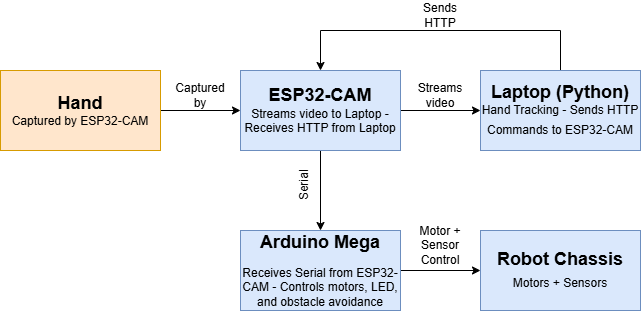 Sends
HTTP
Hand
Captured by ESP32-CAM
Captured
by
ESP32-CAM
Streams video to Laptop -
Receives HTTP from Laptop
Streams
video
Laptop (Python)
Hand Tracking - Sends HTTP
Commands to ESP32-CAM
Serial
Arduino Mega
Receives Serial from ESP32-
CAM - Controls motors, LED,
and obstacle avoidance
Motor +
Sensor
Control
Robot Chassis
Motors + Sensors